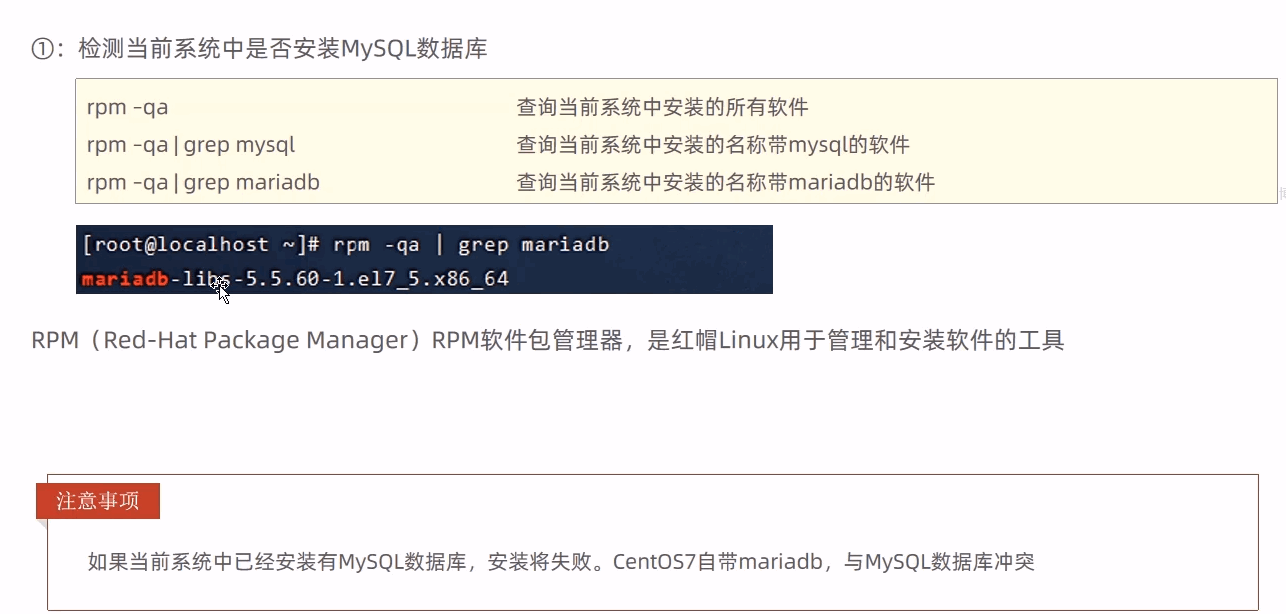 ①：检测当前系统中是否安装MySQL数据库
rpm -qa 查询当前系统中安装的所有软件
rpm -qa | grep mysql 查询当前系统中安装的名称带mysql的软件
rpm -qa | grep mariadb 查询当前系统中安装的名称带mariadb的软件
[root@localhost ~]# rpm -qa | grep mariadb
mariadb-libs-5.5.60-1.el7_5.x86_64
RPM（Red-Hat Package Manager）RPM软件包管理器，是红帽Linux用于管理和安装软件的工具
注意事项
如果当前系统中已经安装有MySQL数据库，安装将失败。CentOS7自带mariadb，与MySQL数据库冲突